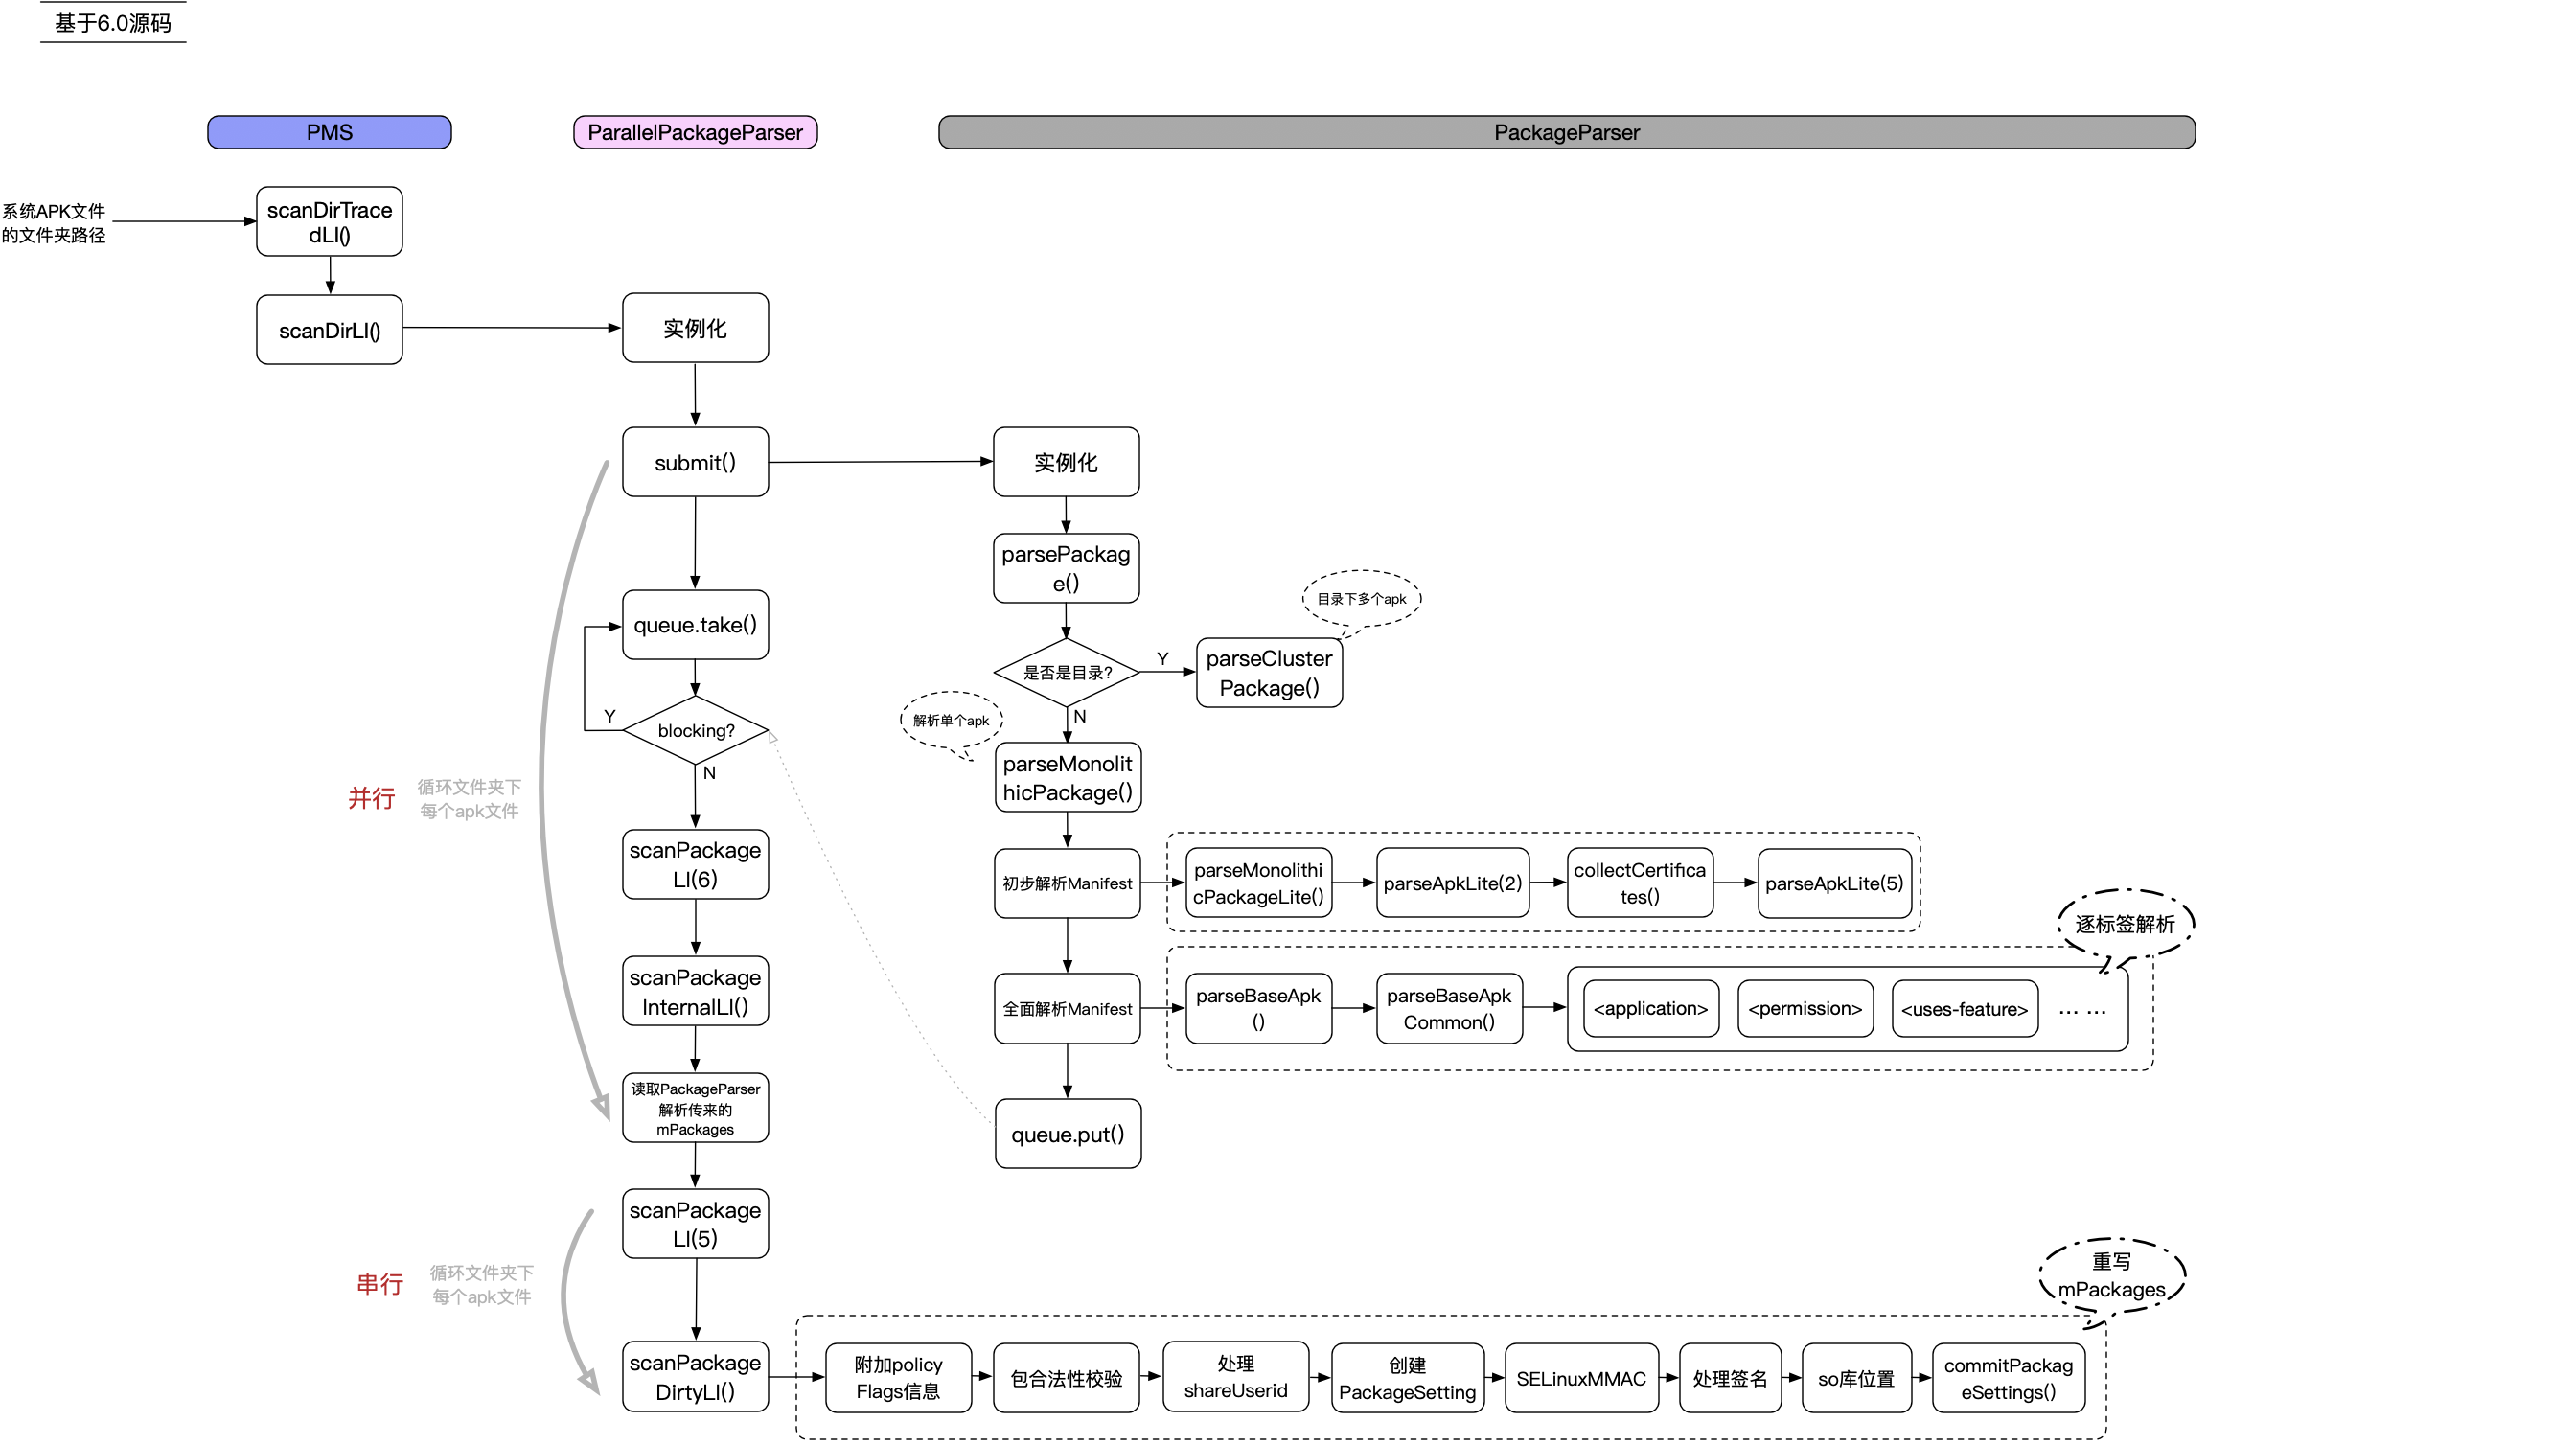 基于6.0源码
PMS
ParallelPackageParser
PackageParser
系统APK文件
的文件夹路径
scanDirTrace
dLI()
scanDirLI()
实例化
submit()
实例化
parsePackag
e()
目录下多个apk
queue.take()
是否是目录?
Y
parseCluster
Package()
解析单个apk
N
Y
blocking?
N
parseMonolit
hicPackage()
并行
循环文件夹下
每个apk文件
scanPackage
LI(6)
初步解析Manifest
parseMonolithi
cPackageLite()
parseApkLite(2)
collectCertifica
tes()
parseApkLite(5)
逐标签解析
scanPackage
InternalLI()
全面解析Manifest
parseBaseApk
()
parseBaseApk
Common()
<application>
<permission>
<uses-feature>
... ...
读取PackageParser
解析传来的
mPackages
queue.put()
scanPackage
LI(5)
串行
循环文件夹下
每个apk文件
重写
mPackages
scanPackage
DirtyLI()
附加policy
Flags信息
包合法性校验
处理
shareUserid
创建
PackageSetting
SELinuxMMAC
处理签名
so库位置
commitPackag
eSettings()